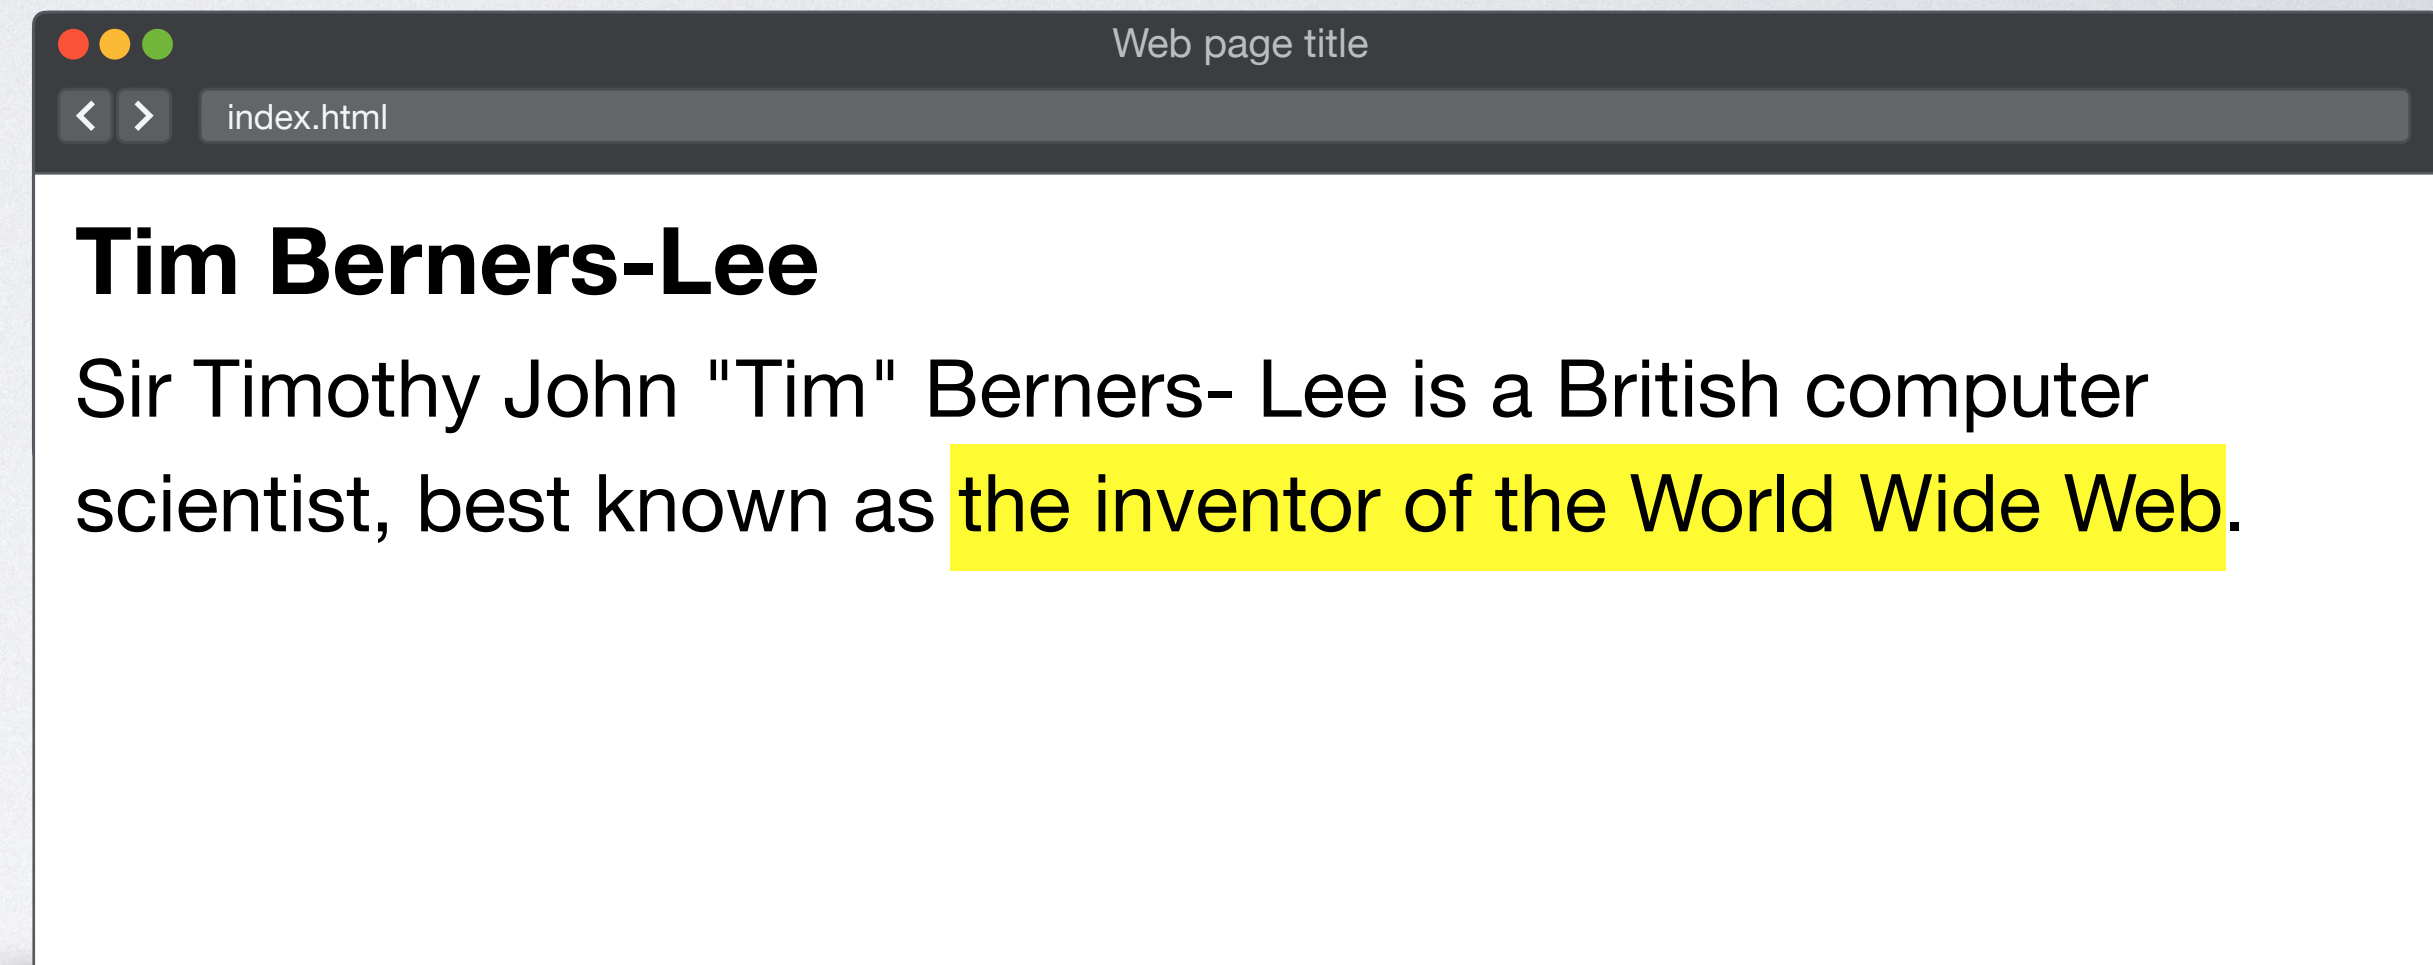 Web page title
index.html
Tim Berners-Lee
Sir Timothy John "Tim" Berners- Lee is a British computer
scientist, best known as the inventor of the World Wide Web.